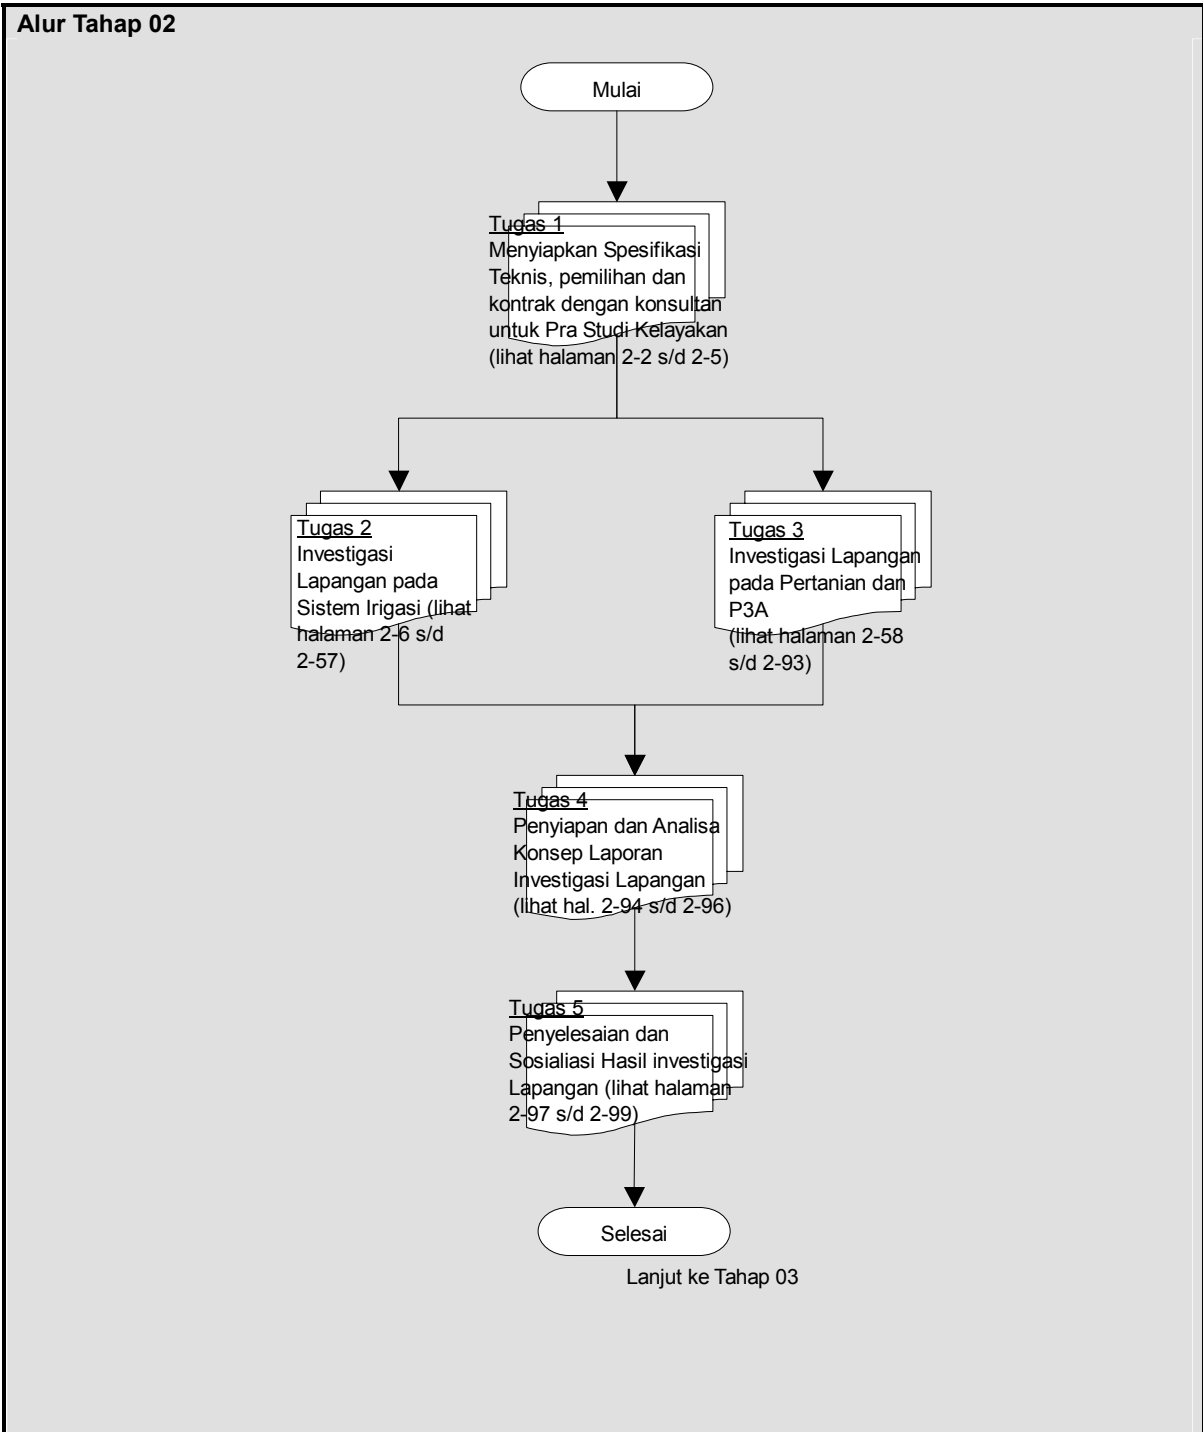 Alur Tahap 02
Mulai
Tugas 1
Menyiapkan Spesifikasi
Teknis, pemilihan dan
kontrak dengan konsultan
untuk Pra Studi Kelayakan
(lihat halaman 2-2 s/d 2-5)
Tugas 2
Investigasi
Lapangan pada
Sistem Irigasi (lihat
halaman 2-6 s/d
2-57)
Tugas 3
Investigasi Lapangan
pada Pertanian dan
P3A
(lihat halaman 2-58
s/d 2-93)
Tugas 4
Penyiapan dan Analisa
Konsep Laporan
Investigasi Lapangan
(lihat hal. 2-94 s/d 2-96)
Tugas 5
Penyelesaian dan
Sosialiasi Hasil investigasi
Lapangan (lihat halaman
2-97 s/d 2-99)
Selesai
Lanjut ke Tahap 03